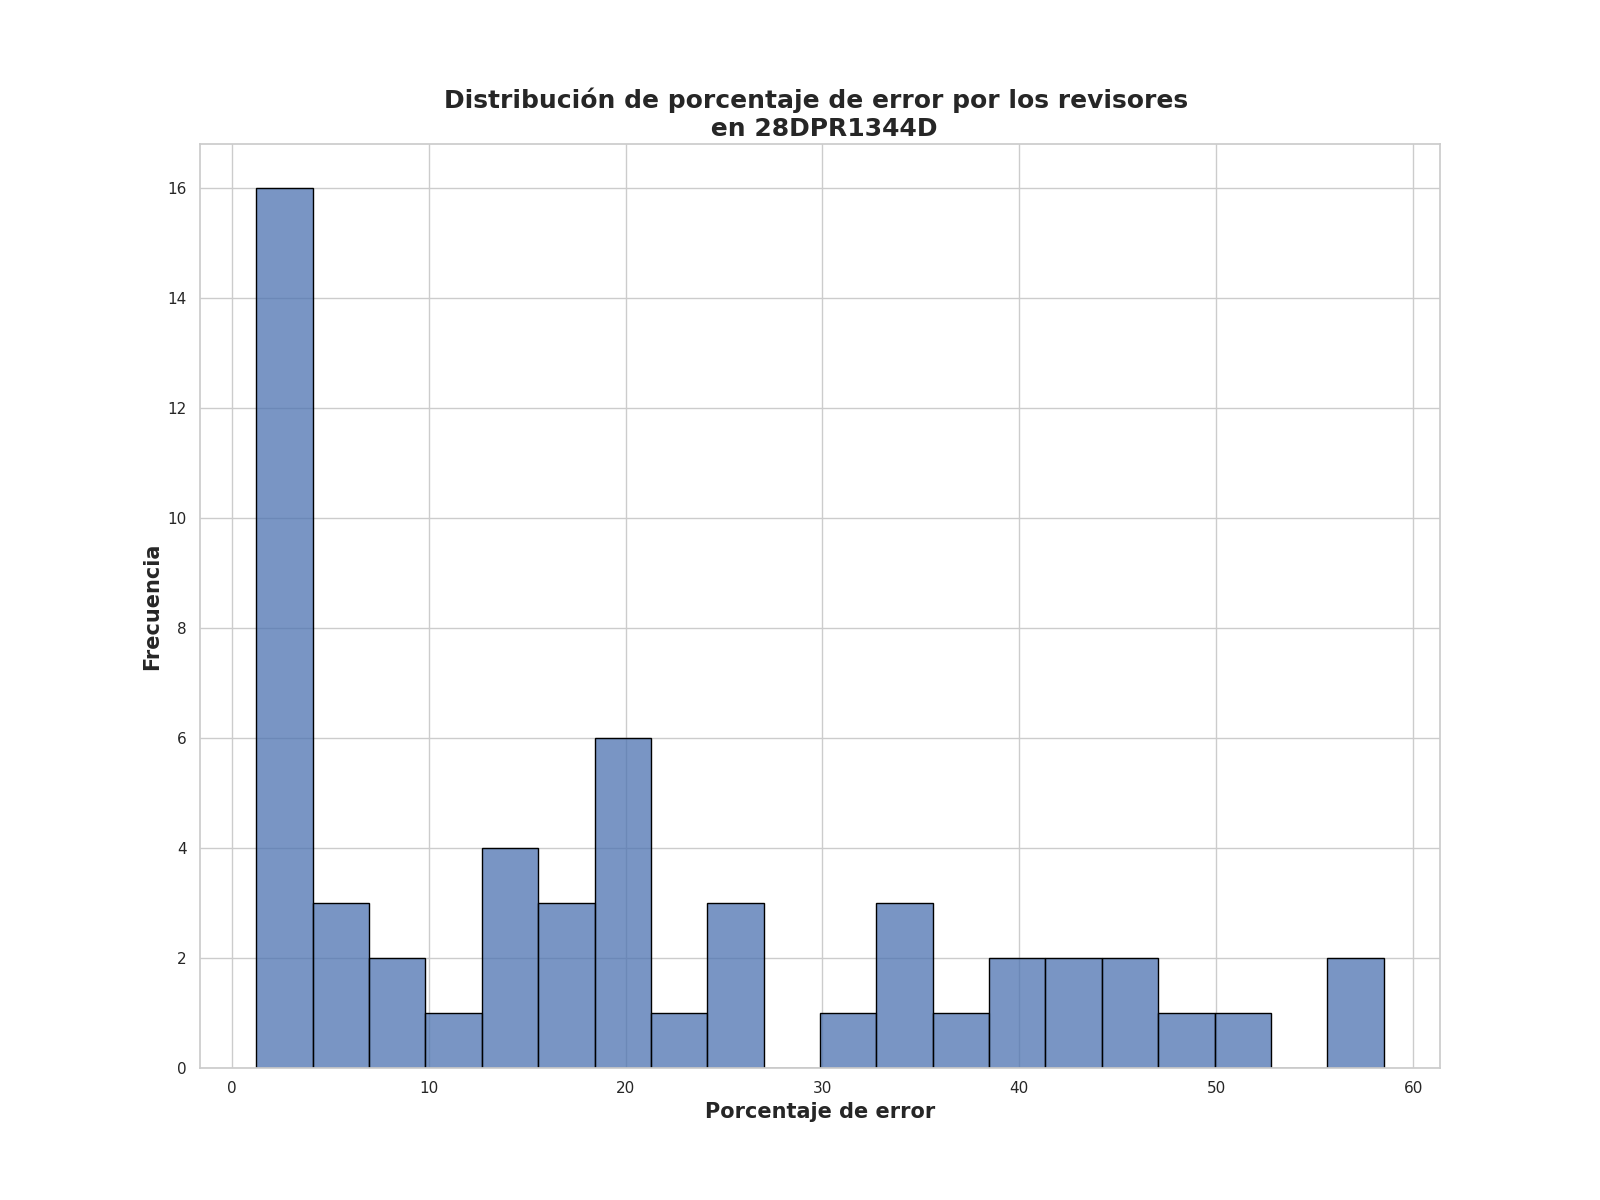 Distribución de porcentaje de error por los revisores
en 28DPR1344D
16
14
12
10
8
6
4
2
0
Frecuencia
0 10 20 30 40 50 60
Porcentaje de error